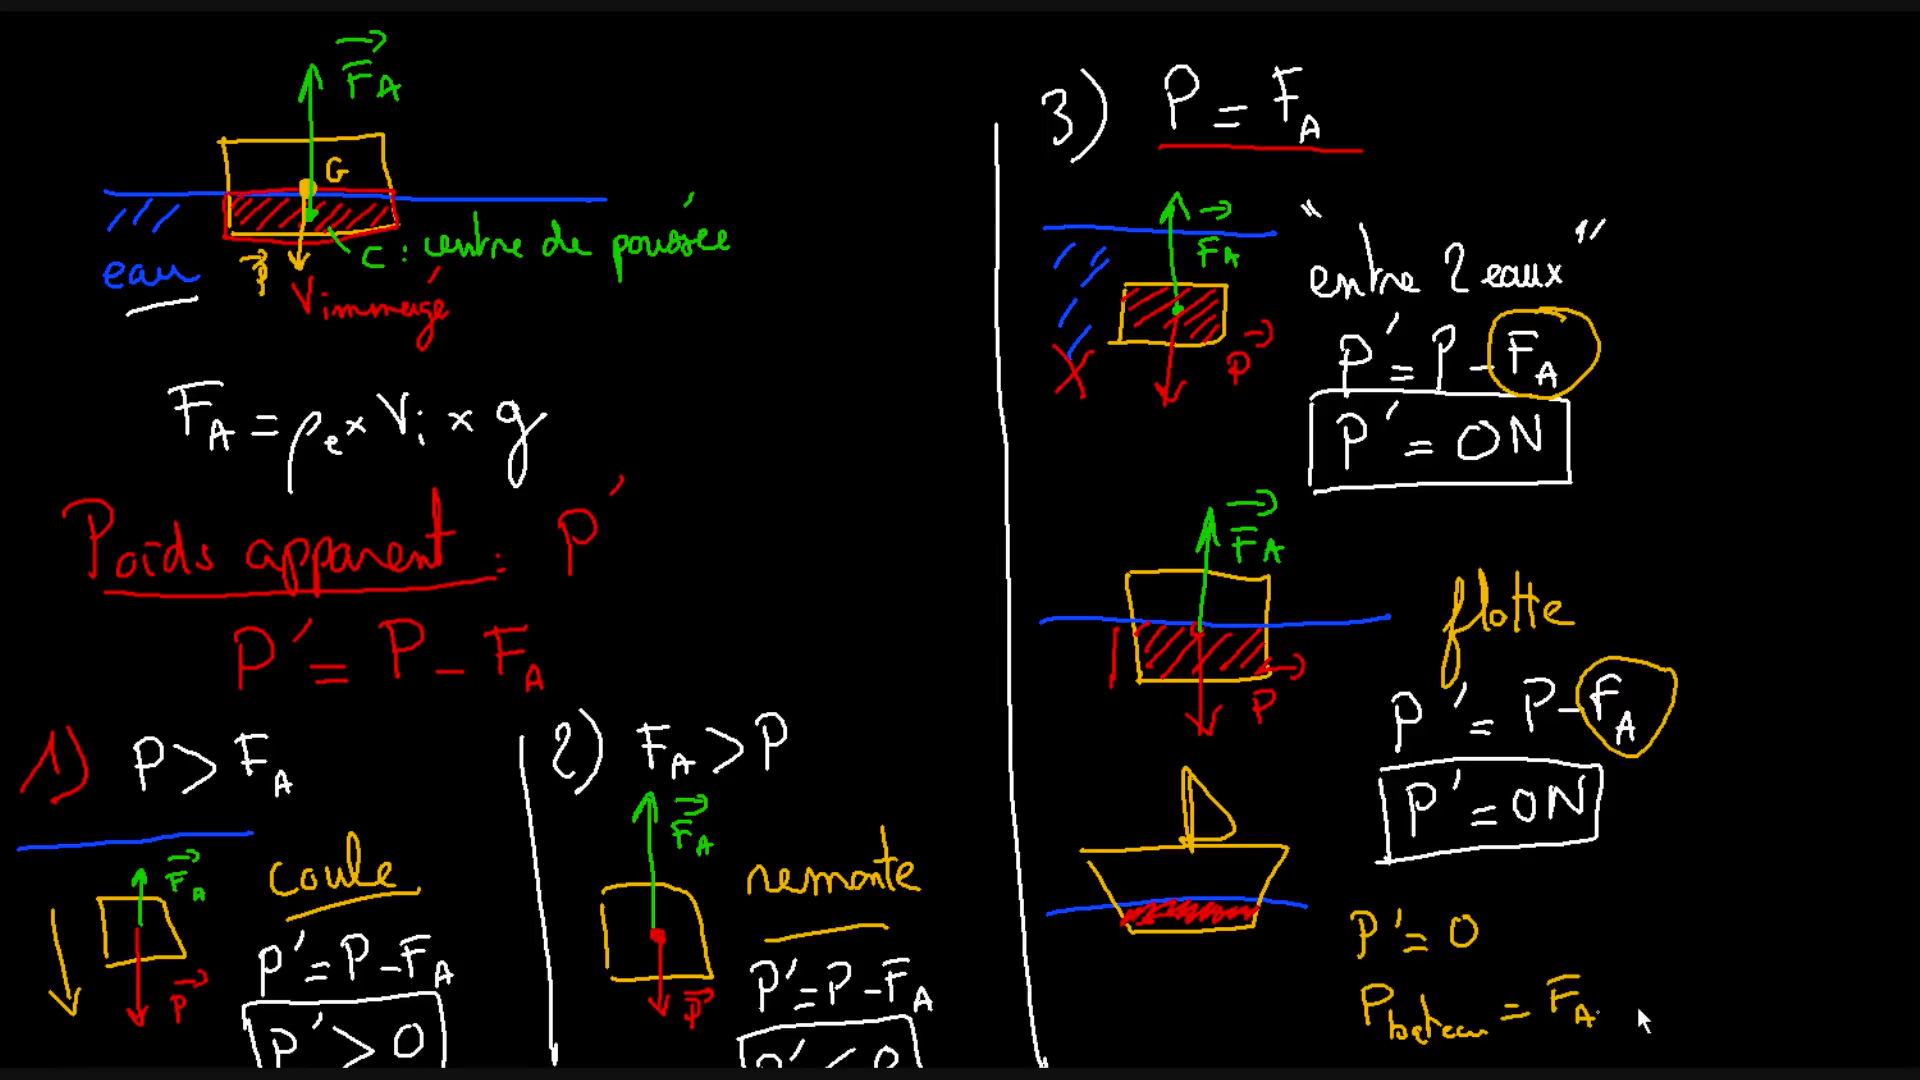 F⃗A
G
C : centre de poussée
eau
P⃗
Vimmergé
FA = ρe × Vi × g
Poids apparent : P'
P' = P - FA
1) P > FA
F⃗A
coule
P⃗
P' = P - FA
P' > 0
2) FA > P
F⃗A
remonte
P⃗
P' = P - FA
P' < 0
3) P = FA
F⃗A
" entre 2 eaux "
P⃗
P' = P - FA
P' = 0N
F⃗A
flotte
P⃗
P' = P - FA
P' = 0N
P' = 0
Pbateau = FA